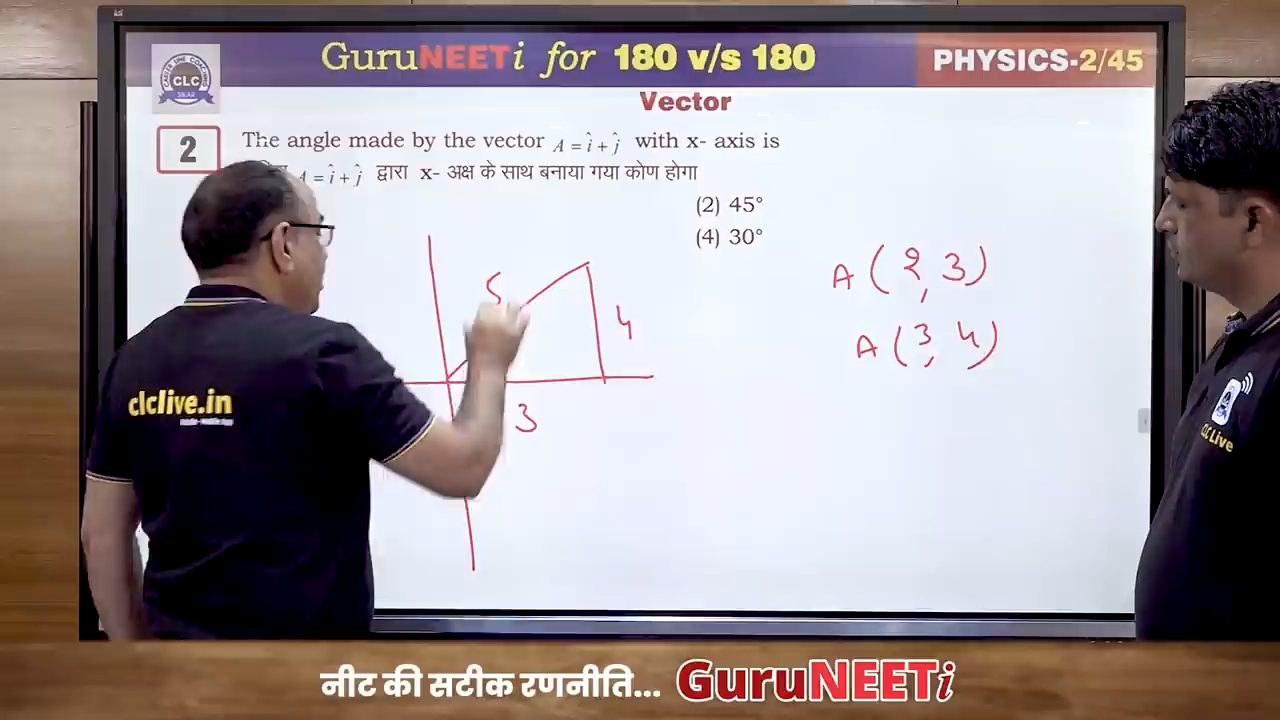 GuruNEETi for 180 v/s 180
PHYSICS-2/45
CLC
SIKAR
Vector
2
The angle made by the vector A = î + ĵ with x- axis is
A = î + ĵ द्वारा x- अक्ष के साथ बनाया गया कोण होगा
(2) 45°
(4) 30°
A (2, 3)
A (3, 4)
5
4
3
clclive.in
CLC Live
नीट की सटीक रणनीति... GuruNEETi